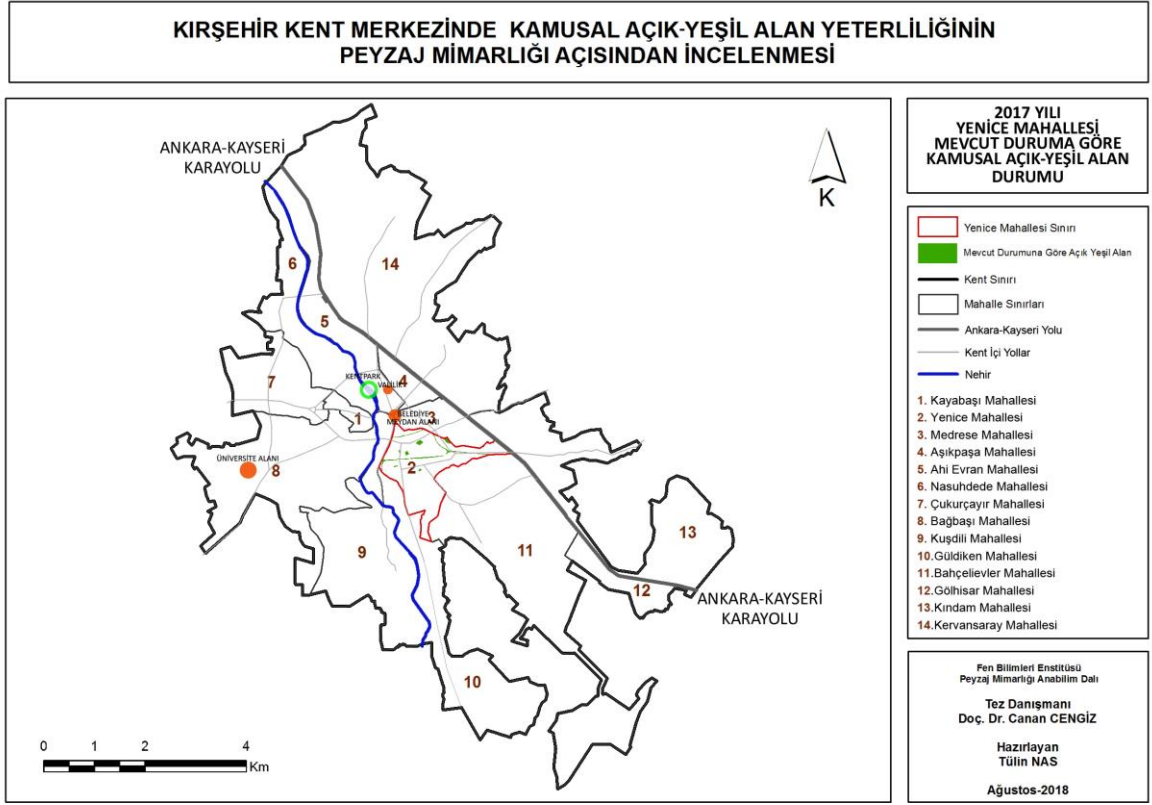 KIRŞEHİR KENT MERKEZİNDE KAMUSAL AÇIK-YEŞİL ALAN YETERLİLİĞİNİN
PEYZAJ MİMARLIĞI AÇISINDAN İNCELENMESİ
ANKARA-KAYSERİ
KARAYOLU
K
6
14
5
KENTPARK
VALİLİK
4
7
1
BELEDİYE
MEYDAN ALANI
3
ÜNİVERSİTE ALANI
8
2
9
11
13
12
ANKARA-KAYSERİ
KARAYOLU
10
0 1 2 4
Km
2017 YILI
YENİCE MAHALLESİ
MEVCUT DURUMA GÖRE
KAMUSAL AÇIK-YEŞİL ALAN
DURUMU
Yenice Mahallesi Sınırı
Mevcut Durumuna Göre Açık Yeşil Alan
Kent Sınırı
Mahalle Sınırları
Ankara-Kayseri Yolu
Kent İçi Yollar
Nehir
1. Kayabaşı Mahallesi
2. Yenice Mahallesi
3. Medrese Mahallesi
4. Aşıkpaşa Mahallesi
5. Ahi Evran Mahallesi
6. Nasuhdede Mahallesi
7. Çukurçayır Mahallesi
8. Bağbaşı Mahallesi
9. Kuşdili Mahallesi
10.Güldiken Mahallesi
11.Bahçelievler Mahallesi
12.Gölhisar Mahallesi
13.Kındam Mahallesi
14.Kervansaray Mahallesi
Fen Bilimleri Enstitüsü
Peyzaj Mimarlığı Anabilim Dalı
Tez Danışmanı
Doç. Dr. Canan CENGİZ
Hazırlayan
Tülin NAS
Ağustos-2018